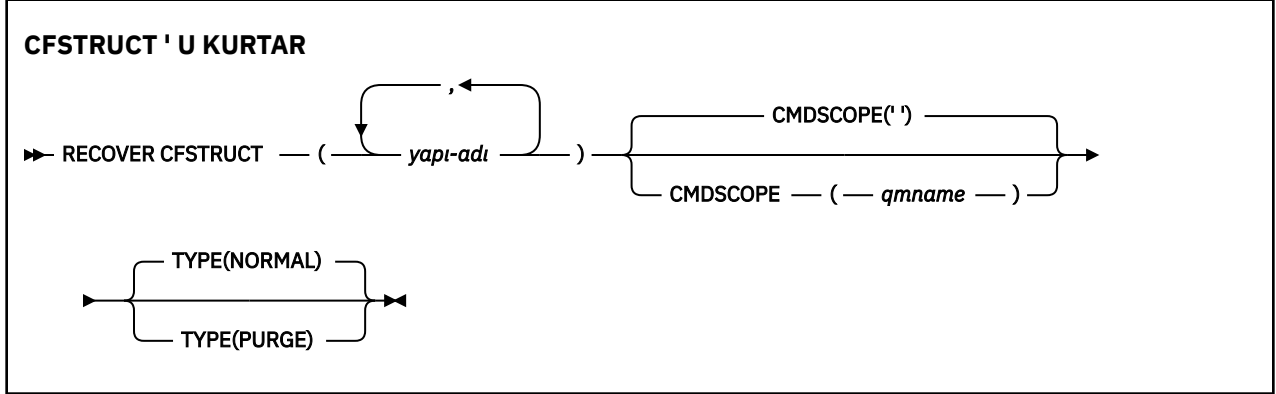 CFSTRUCT ' U KURTAR
,
CMDSCOPE(' ')
RECOVER CFSTRUCT ( yapı-adı )
CMDSCOPE ( qmname )
TYPE(NORMAL)
TYPE(PURGE)